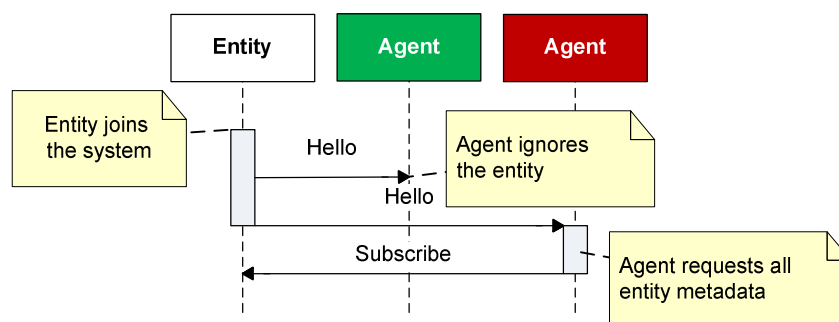 Entity
Agent
Agent
Entity joins
the system
Hello
Agent ignores
the entity
Hello
Subscribe
Agent requests all
entity metadata